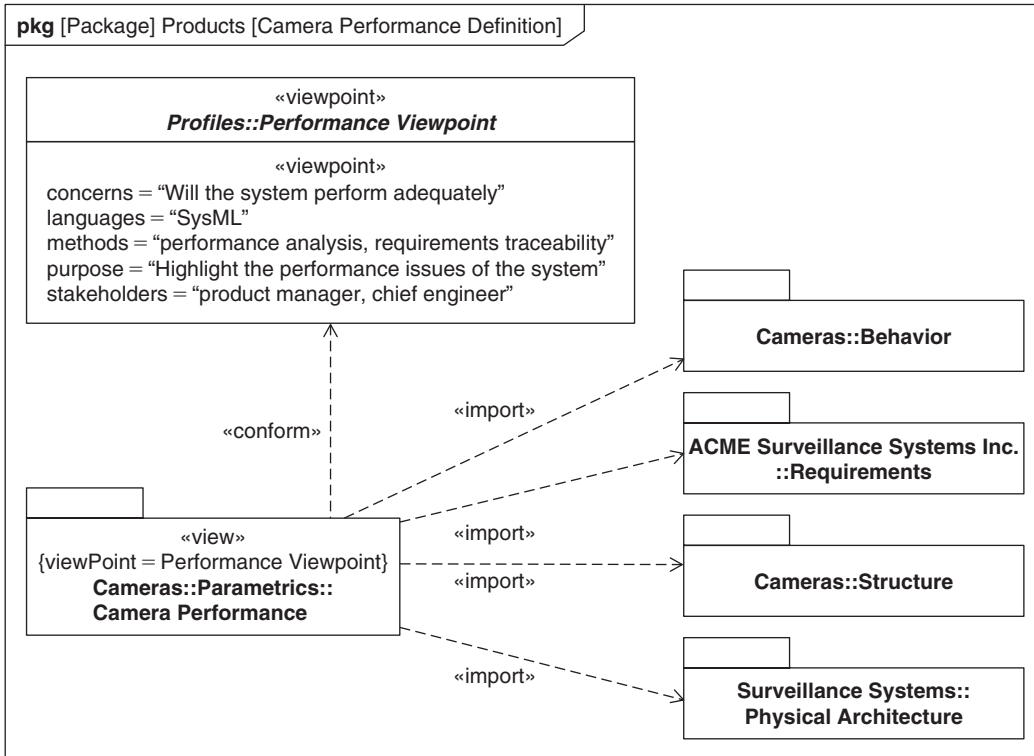 pkg [Package] Products [Camera Performance Definition]
«viewpoint»
Profiles::Performance Viewpoint
«viewpoint»
concerns = “Will the system perform adequately”
languages = “SysML”
methods = “performance analysis, requirements traceability”
purpose = “Highlight the performance issues of the system”
stakeholders = “product manager, chief engineer”
Cameras::Behavior
«import»
«conform»
ACME Surveillance Systems Inc.
::Requirements
«import»
«view»
{viewPoint = Performance Viewpoint}
Cameras::Parametrics::
Camera Performance
«import»
Cameras::Structure
«import»
Surveillance Systems::
Physical Architecture